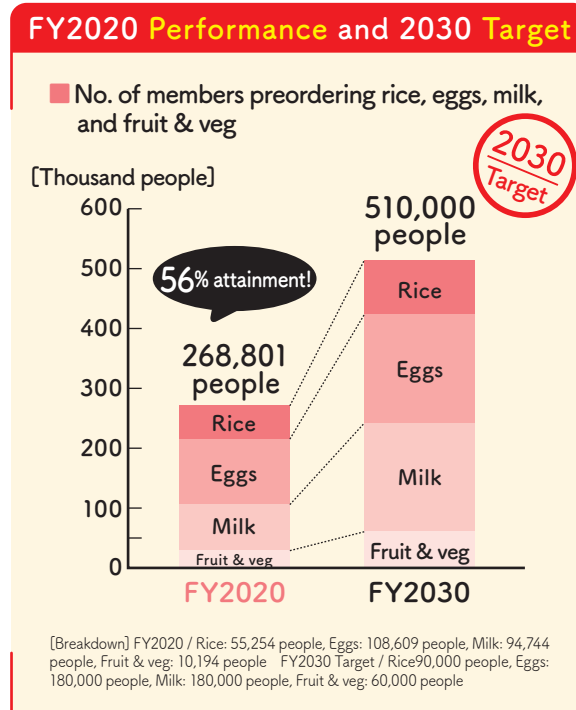 FY2020 Performance and 2030 Target
No. of members preordering rice, eggs, milk,
and fruit & veg
2030
Target
[Thousand people]
600
500
400
300
200
100
0
56% attainment!
268,801
people
510,000
people
Rice
Eggs
Milk
Fruit & veg
Rice
Eggs
Milk
Fruit & veg
FY2020
FY2030
[Breakdown] FY2020 / Rice: 55,254 people, Eggs: 108,609 people, Milk: 94,744
people, Fruit & veg: 10,194 people FY2030 Target / Rice90,000 people, Eggs:
180,000 people, Milk: 180,000 people, Fruit & veg: 60,000 people